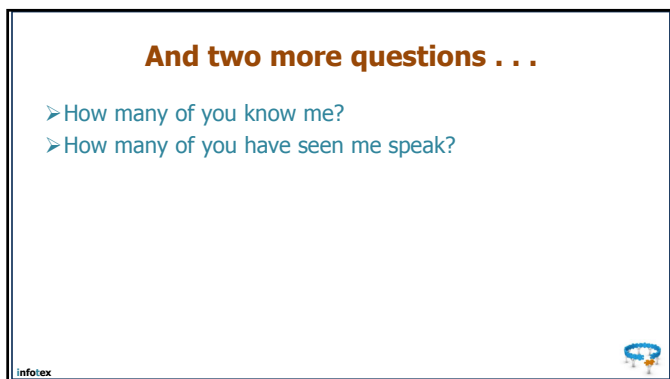 And two more questions . . .
➢How many of you know me?
➢How many of you have seen me speak?
infotex